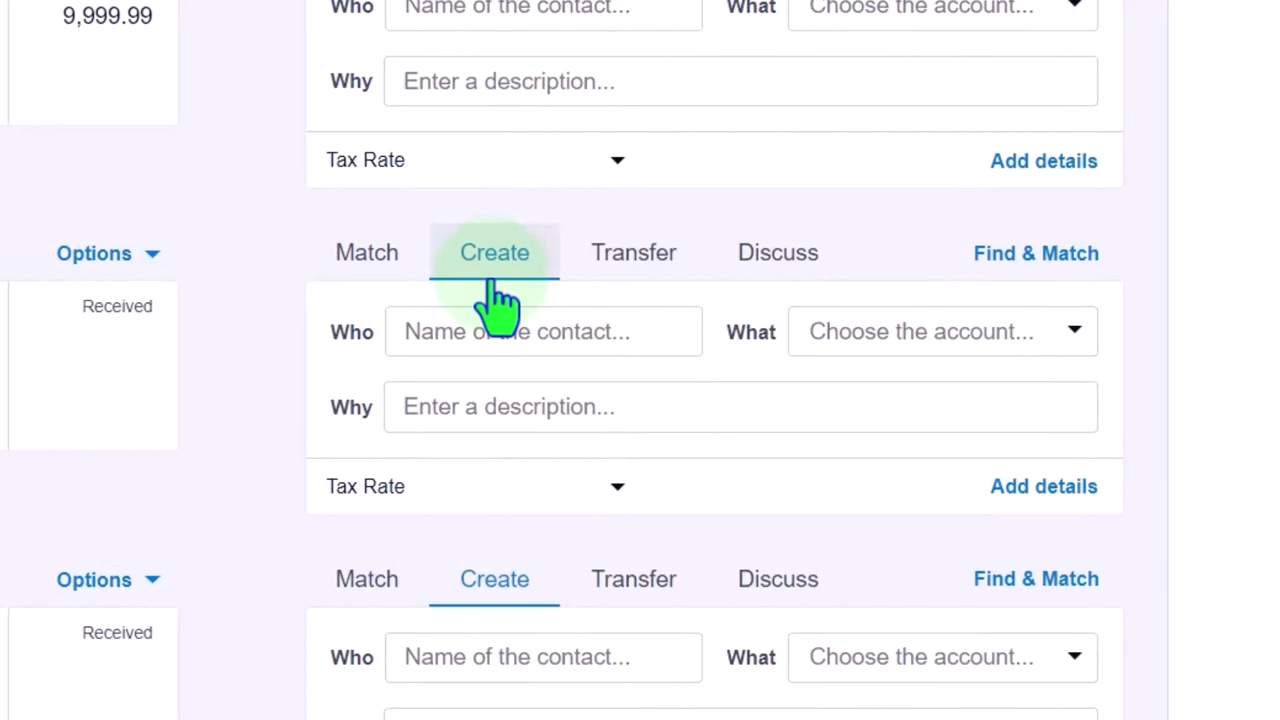 9,999.99
Who Name of the contact... What Choose the account...
Why Enter a description...
Tax Rate Add details
Options Match Create Transfer Discuss Find & Match
Received
Who Name of the contact... What Choose the account...
Why Enter a description...
Tax Rate Add details
Options Match Create Transfer Discuss Find & Match
Received
Who Name of the contact... What Choose the account...